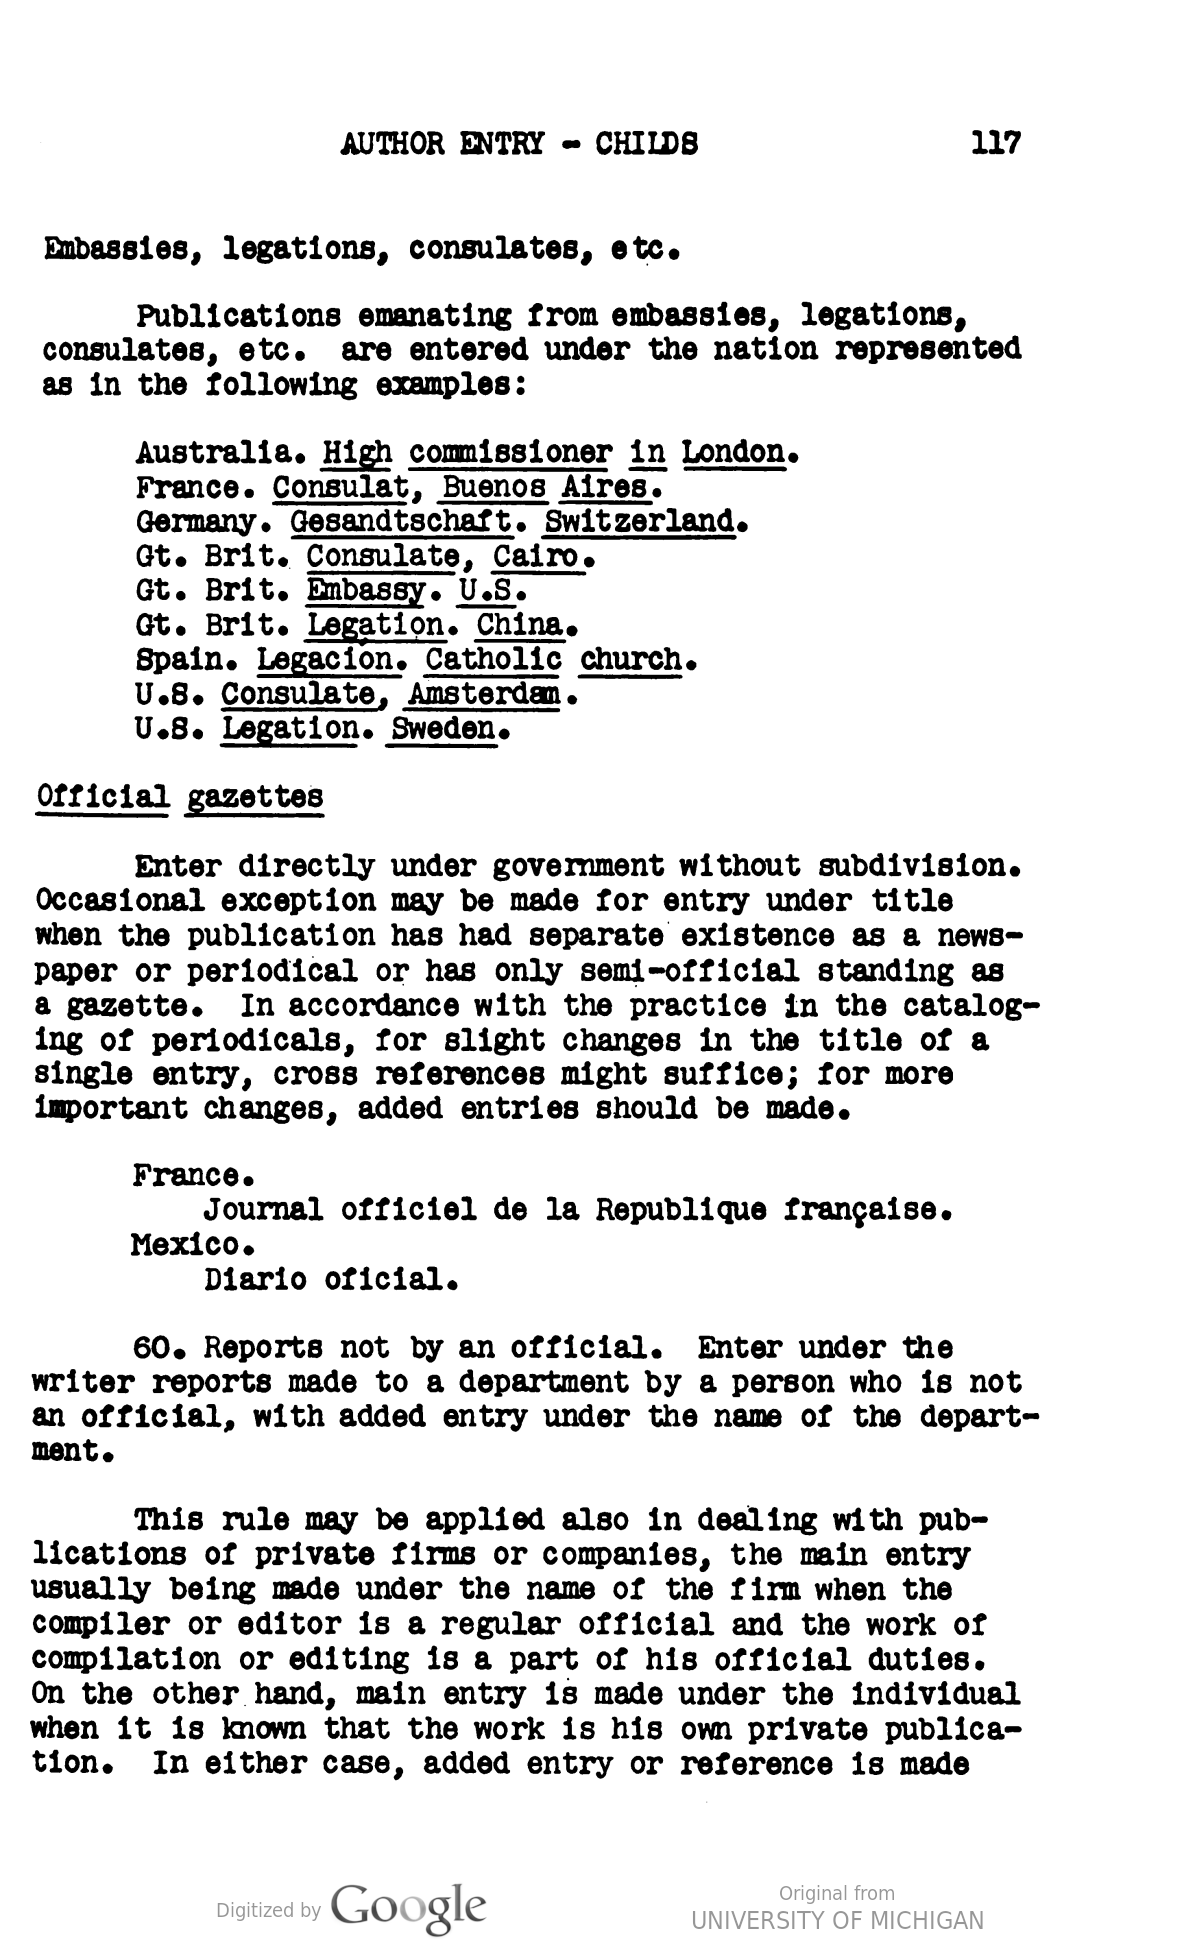 AUTHOR ENTRY - CHILDS 117
Embassies, legations, consulates, etc.
Publications emanating from embassies, legations,
consulates, etc. are entered under the nation represented
as in the following examples:
Australia. High commissioner in London.
France. Consulat, Buenos Aires.
Germany. Gesandtschaft. Switzerland.
Gt. Brit. Consulate, Cairo.
Gt. Brit. Embassy. U.S.
Gt. Brit. Legation. China.
Spain. Legación. Catholic church.
U.S. Consulate, Amsterdam.
U.S. Legation. Sweden.
Official gazettes
Enter directly under government without subdivision.
Occasional exception may be made for entry under title
when the publication has had separate existence as a news-
paper or periodical or has only semi-official standing as
a gazette. In accordance with the practice in the catalog-
ing of periodicals, for slight changes in the title of a
single entry, cross references might suffice; for more
important changes, added entries should be made.
France.
Journal officiel de la Republique française.
Mexico.
Diario oficial.
60. Reports not by an official. Enter under the
writer reports made to a department by a person who is not
an official, with added entry under the name of the depart-
ment.
This rule may be applied also in dealing with pub-
lications of private firms or companies, the main entry
usually being made under the name of the firm when the
compiler or editor is a regular official and the work of
compilation or editing is a part of his official duties.
On the other hand, main entry is made under the individual
when it is known that the work is his own private publica-
tion. In either case, added entry or reference is made
Digitized by Google
Original from
UNIVERSITY OF MICHIGAN